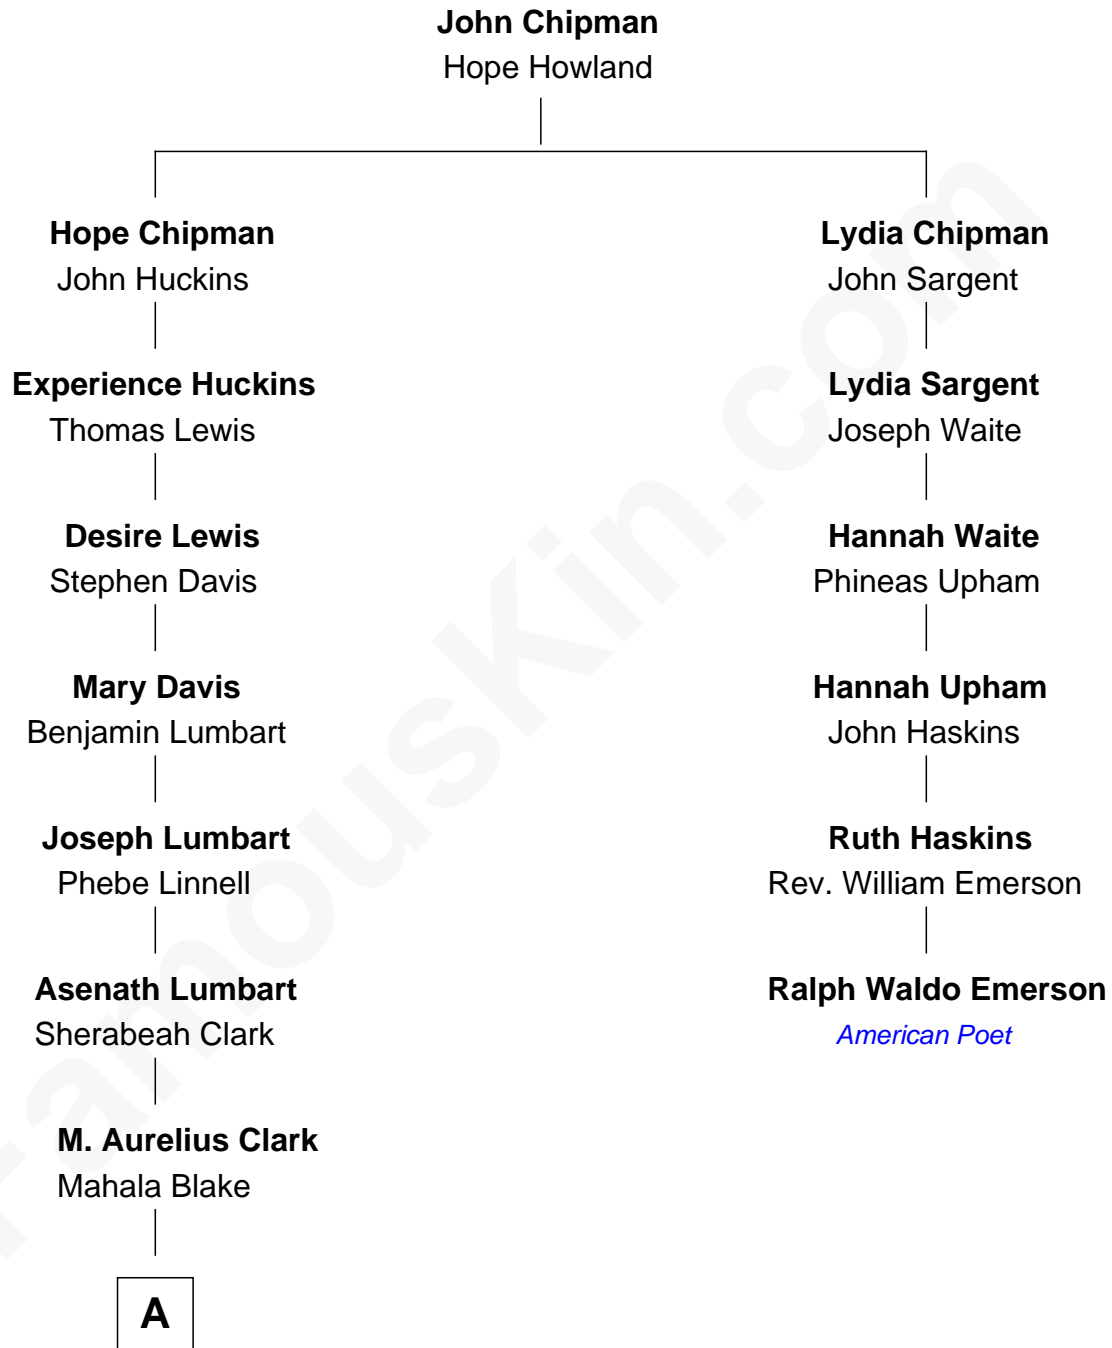 John Chipman
Hope Howland
Hope Chipman
John Huckins
Lydia Chipman
John Sargent
Experience Huckins
Thomas Lewis
Lydia Sargent
Joseph Waite
Desire Lewis
Stephen Davis
Hannah Waite
Phineas Upham
Mary Davis
Benjamin Lumbart
Hannah Upham
John Haskins
Joseph Lumbart
Phebe Linnell
Ruth Haskins
Rev. William Emerson
Asenath Lumbart
Sherabeah Clark
Ralph Waldo Emerson
American Poet
M. Aurelius Clark
Mahala Blake
A
FamousKin.com